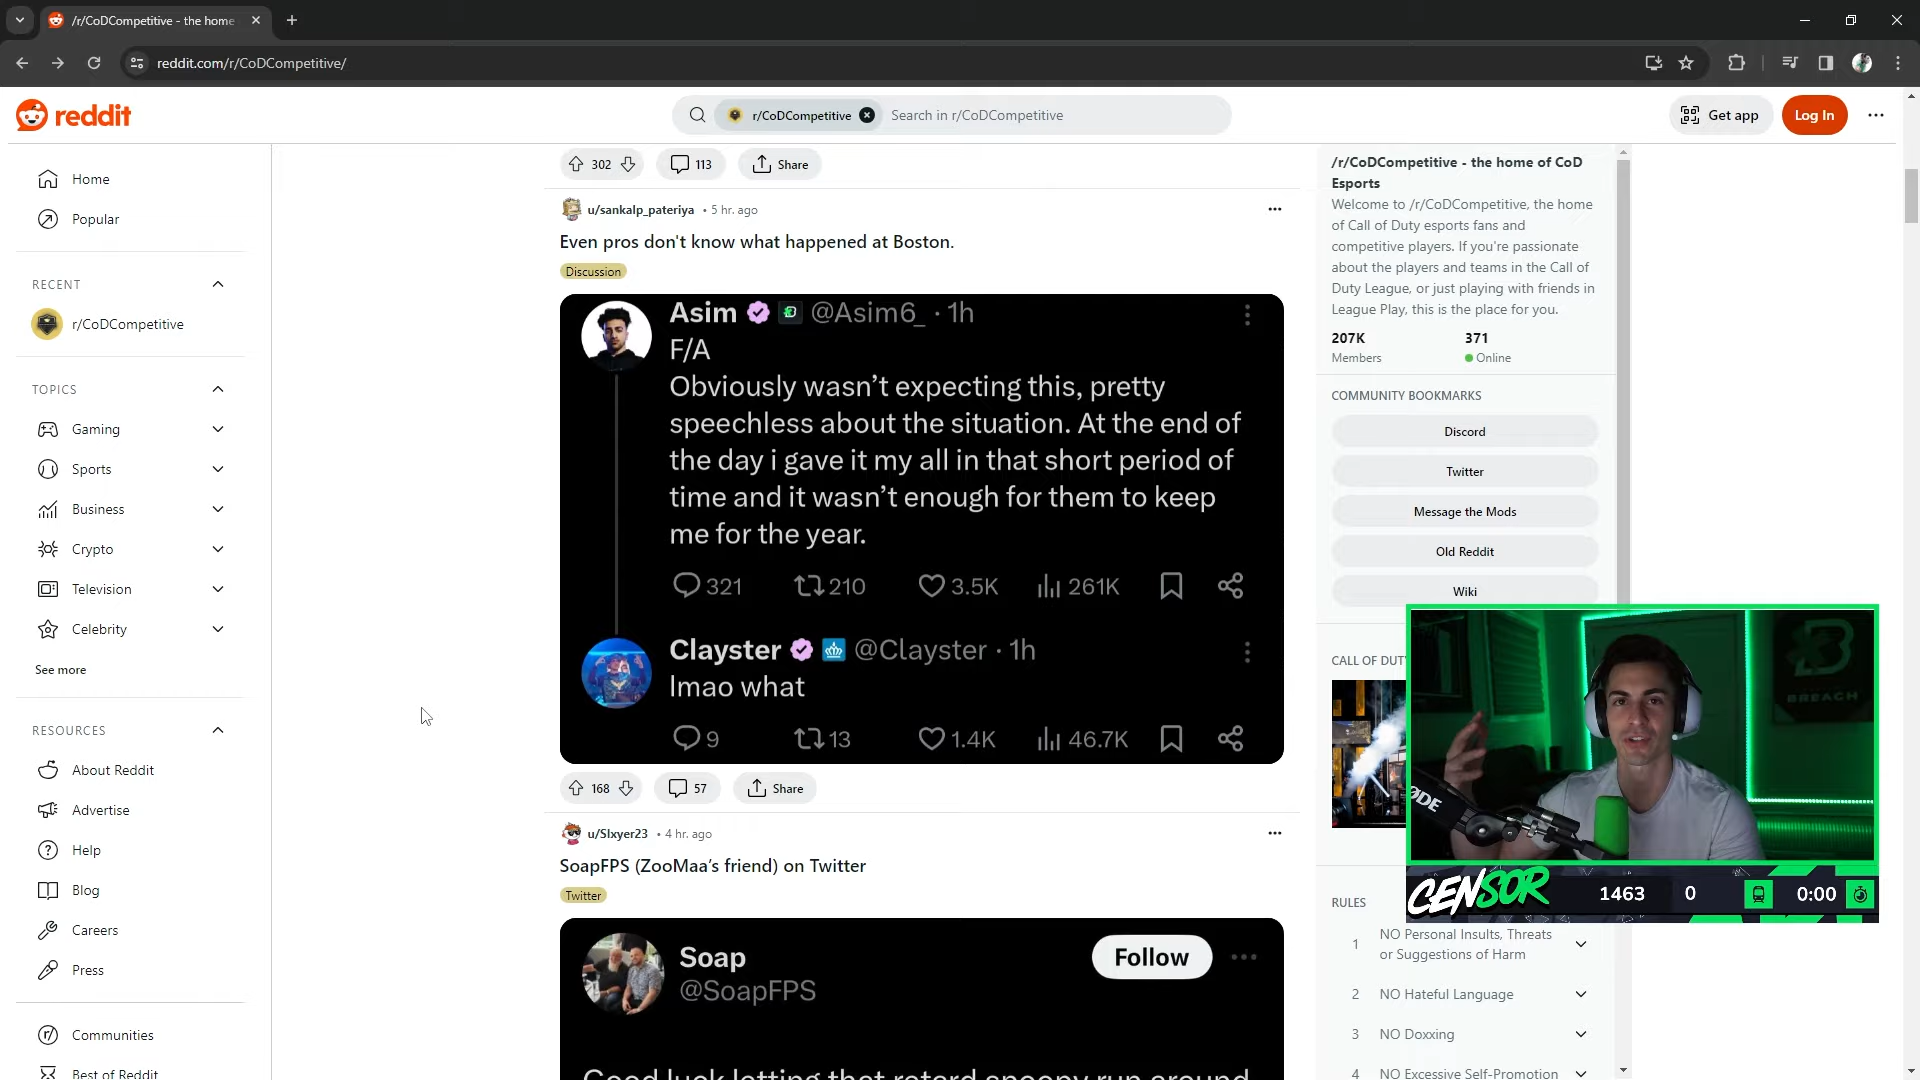 /r/CoDCompetitive - the home
reddit.com/r/CoDCompetitive/
reddit
r/CoDCompetitive
Search in r/CoDCompetitive
Get app
Log In
Home
Popular
RECENT
r/CoDCompetitive
TOPICS
Gaming
Sports
Business
Crypto
Television
Celebrity
See more
RESOURCES
About Reddit
Advertise
Help
Blog
Careers
Press
Communities
Best of Reddit
302
113
Share
u/sankalp_pateriya • 5 hr. ago
Even pros don't know what happened at Boston.
Discussion
Asim @Asim6_ · 1h
F/A
Obviously wasn't expecting this, pretty
speechless about the situation. At the end of
the day i gave it my all in that short period of
time and it wasn't enough for them to keep
me for the year.
321 210 3.5K 261K
Clayster @Clayster · 1h
lmao what
9 13 1.4K 46.7K
168
57
Share
u/Slxyer23 • 4 hr. ago
SoapFPS (ZooMaa's friend) on Twitter
Twitter
Soap
@SoapFPS
Follow
Good luck letting that retard snoopy run around
/r/CoDCompetitive - the home of CoD
Esports
Welcome to /r/CoDCompetitive, the home
of Call of Duty esports fans and
competitive players. If you're passionate
about the players and teams in the Call of
Duty League, or just playing with friends in
League Play, this is the place for you.
207K 371
Members Online
COMMUNITY BOOKMARKS
Discord
Twitter
Message the Mods
Old Reddit
Wiki
CALL OF DUT
BREACH
ODE
CENSOR
1463 0 0:00
RULES
1 NO Personal Insults, Threats
or Suggestions of Harm
2 NO Hateful Language
3 NO Doxxing
4 NO Excessive Self-Promotion